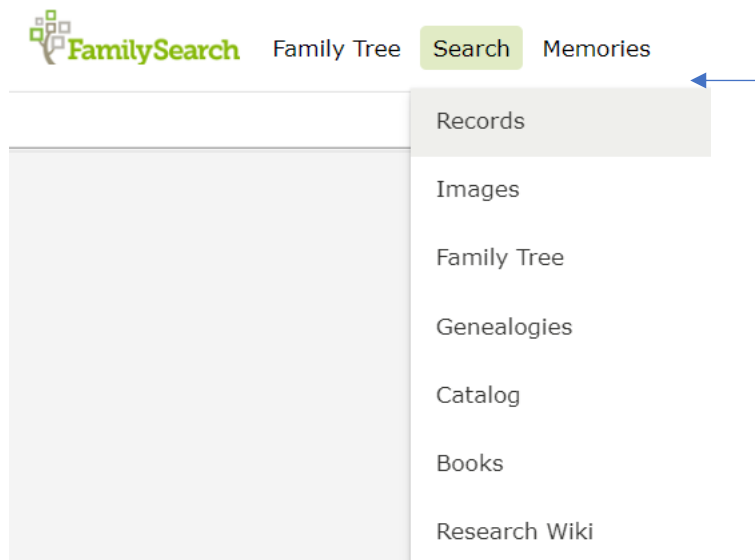 FamilySearch Family Tree Search Memories
Records
Images
Family Tree
Genealogies
Catalog
Books
Research Wiki